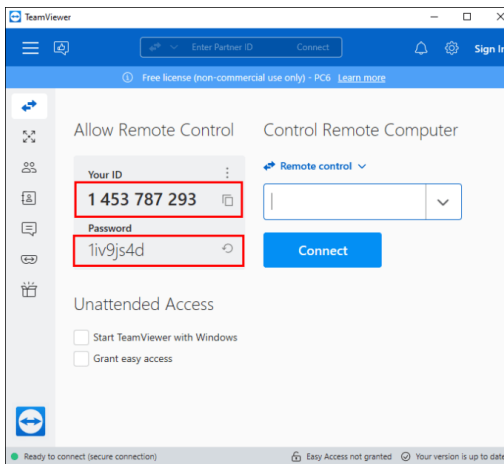 TeamViewer
Enter Partner ID
Connect
Sign In
Free license (non-commercial use only) - PC6 Learn more
Allow Remote Control
Control Remote Computer
Your ID
Remote control
1 453 787 293
Password
1iv9js4d
Connect
Unattended Access
Start TeamViewer with Windows
Grant easy access
Ready to connect (secure connection)
Easy Access not granted
Your version is up to date